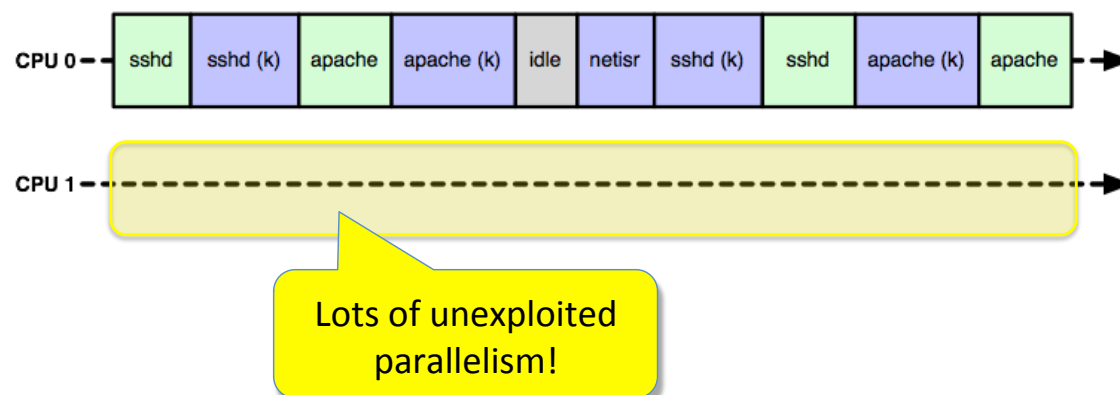 CPU 0 sshd sshd (k) apache apache (k) idle netisr sshd (k) sshd apache (k) apache
CPU 1
Lots of unexploited
parallelism!